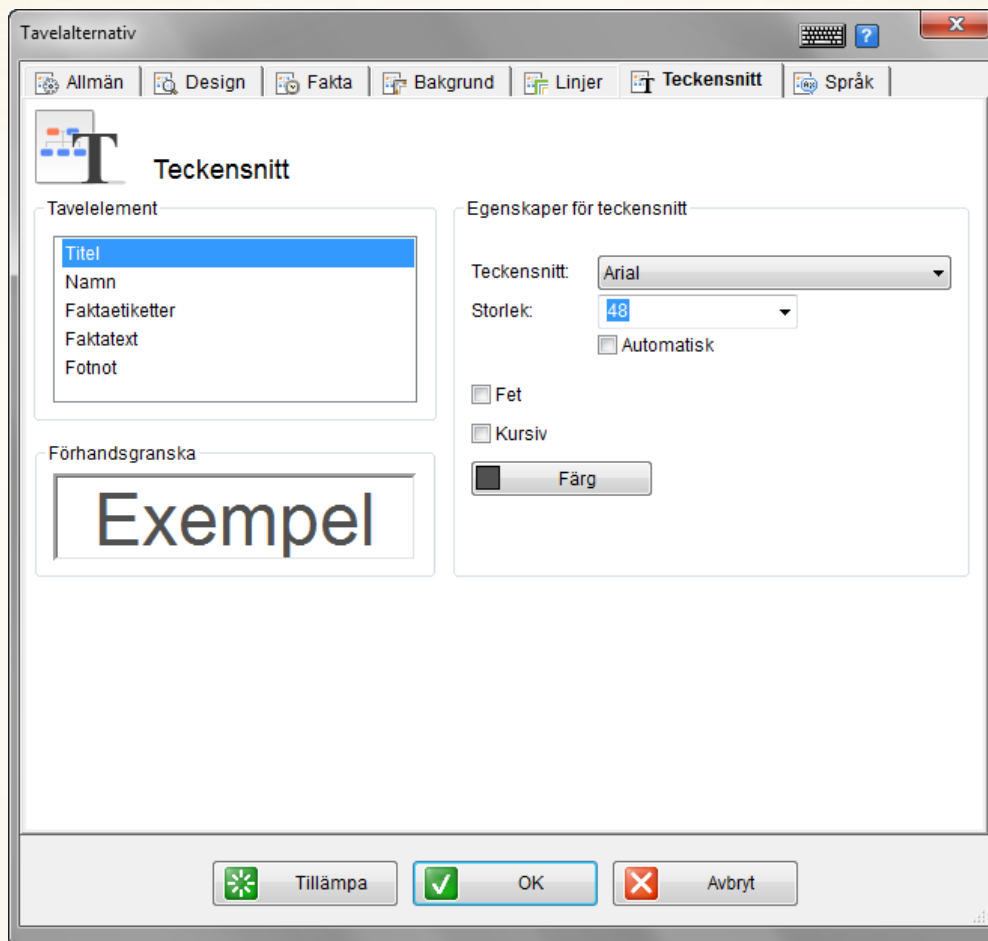 Tavelalternativ
?
X
Allmän Design Fakta Bakgrund Linjer Teckensnitt Språk
Teckensnitt
Tavelelement
Titel
Namn
Faktaetiketter
Faktatext
Fotnot
Förhandsgranska
Exempel
Egenskaper för teckensnitt
Teckensnitt: Arial
Storlek: 48
Automatisk
Fet
Kursiv
Färg
Tillämpa OK Avbryt